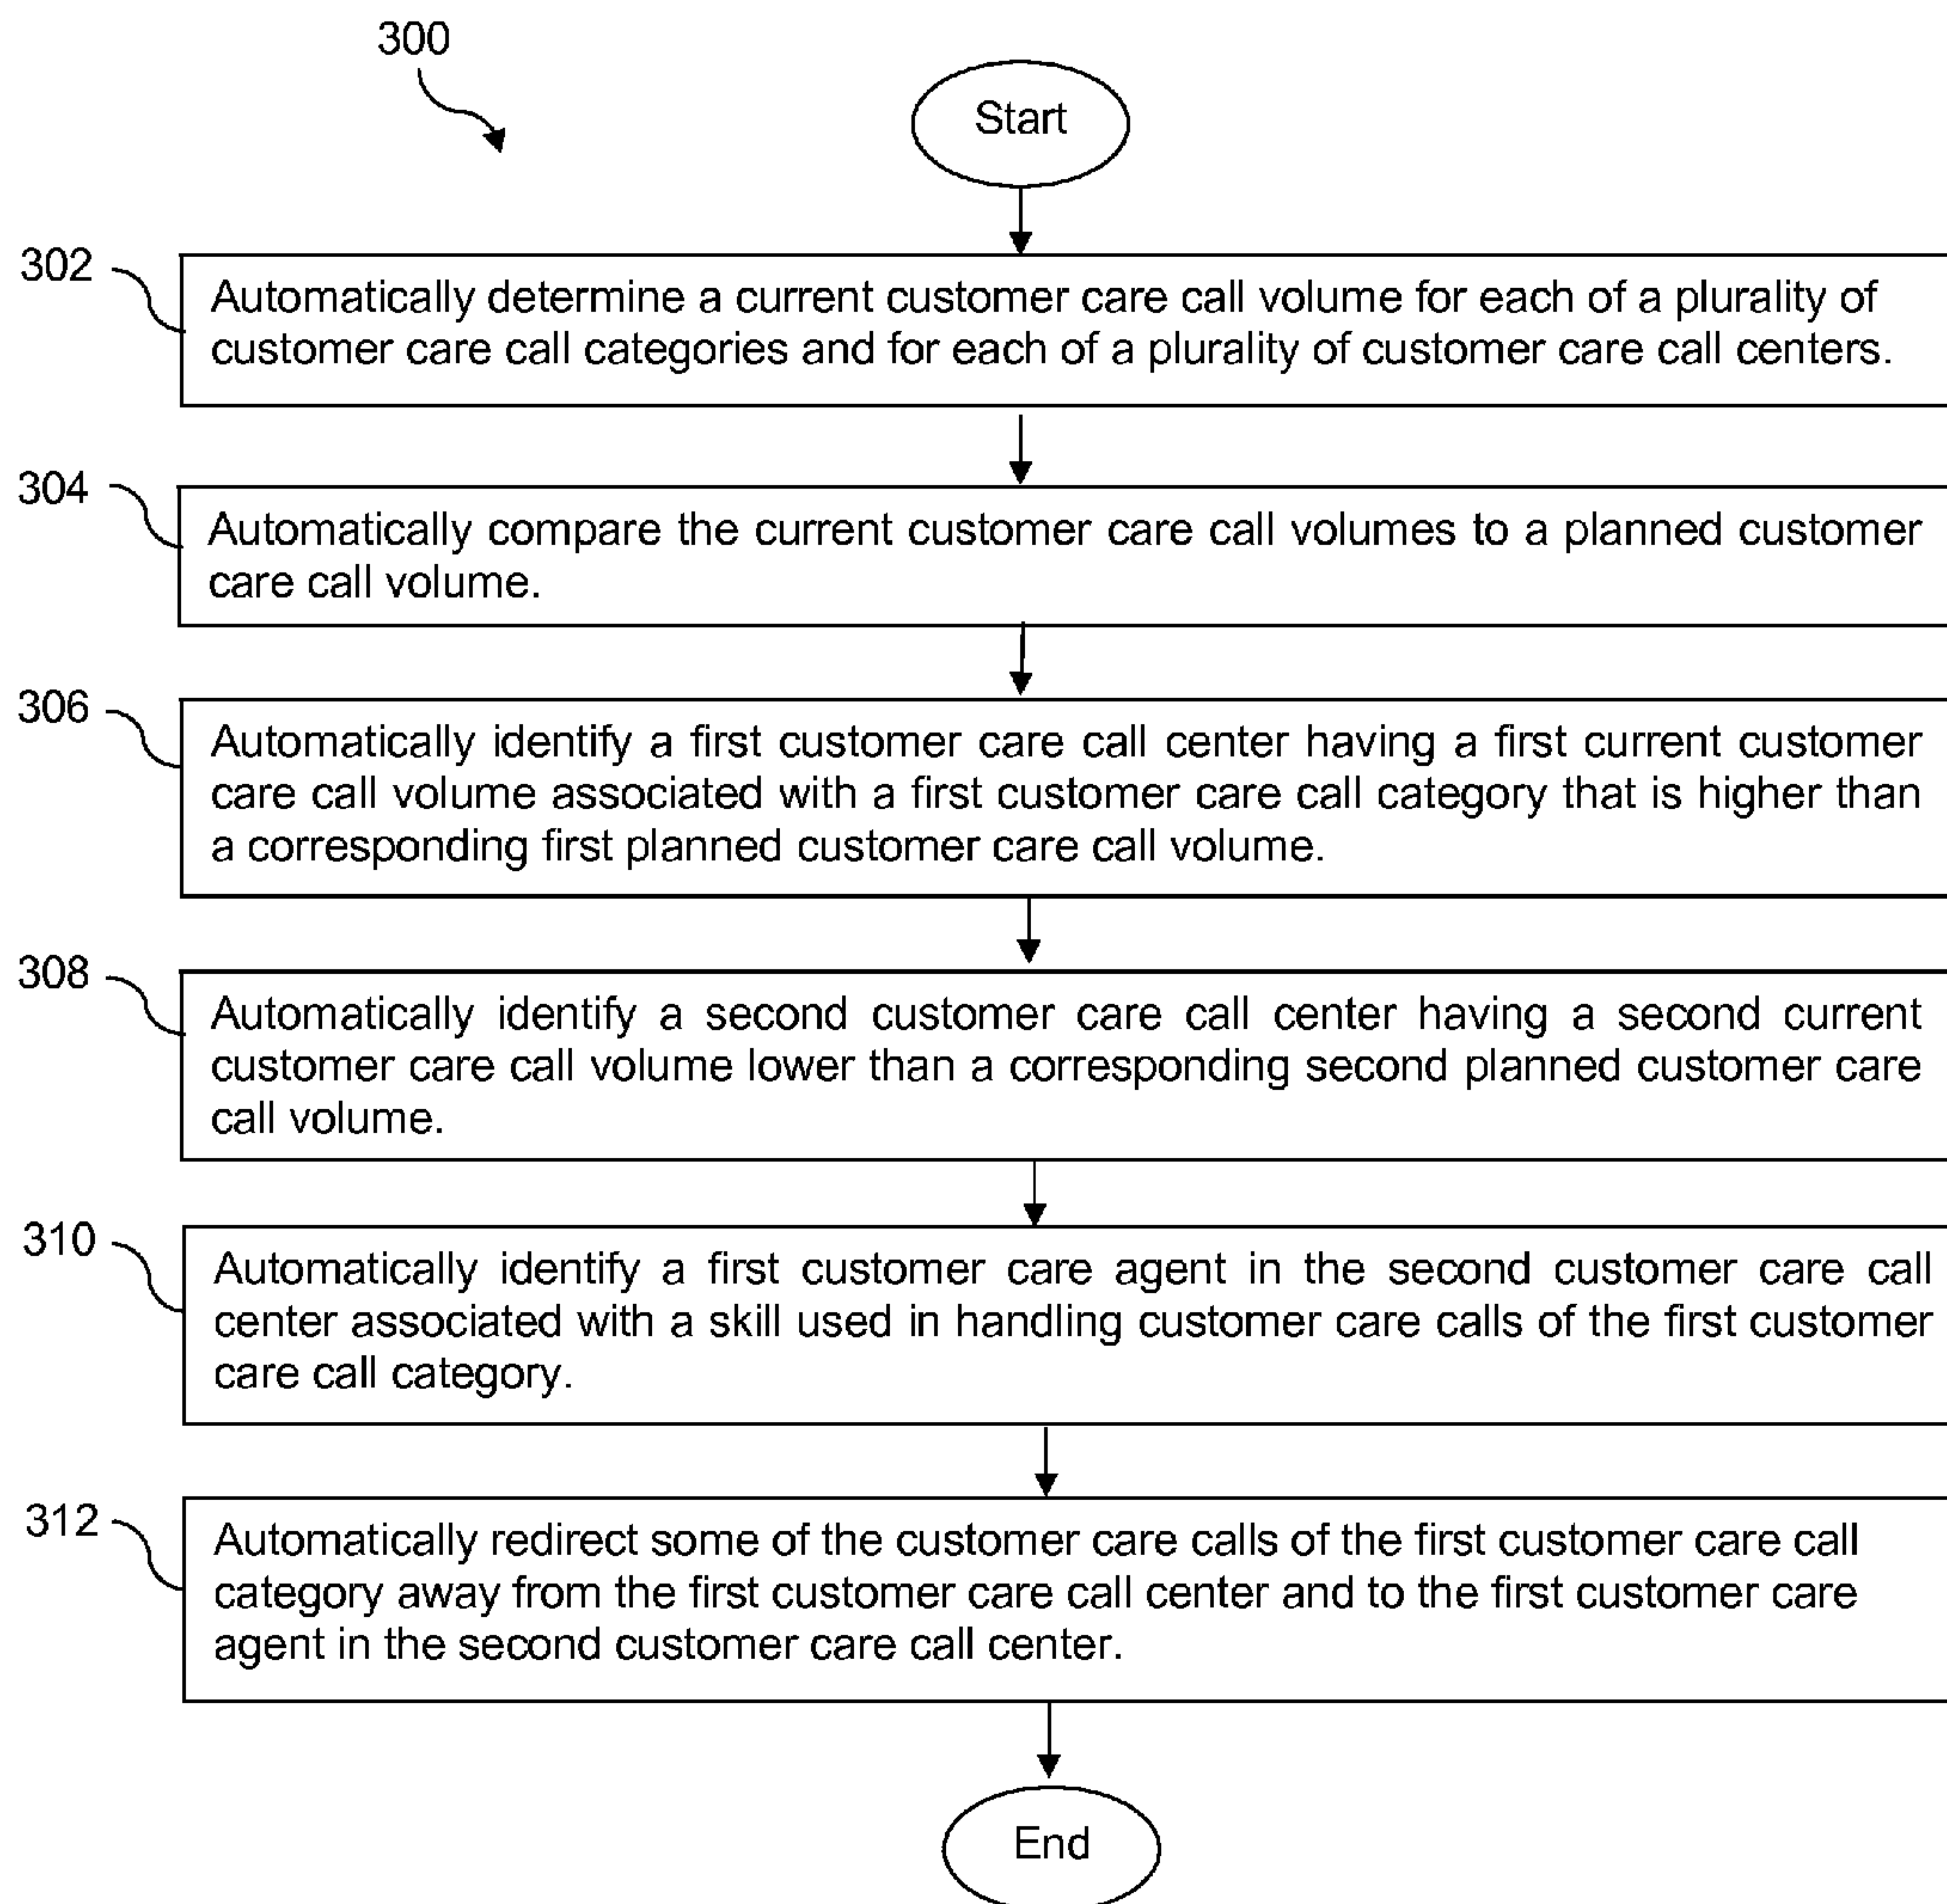 300
Start
302
Automatically determine a current customer care call volume for each of a plurality of
customer care call categories and for each of a plurality of customer care call centers.
304
Automatically compare the current customer care call volumes to a planned customer
care call volume.
306
Automatically identify a first customer care call center having a first current customer
care call volume associated with a first customer care call category that is higher than
a corresponding first planned customer care call volume.
308
Automatically identify a second customer care call center having a second current
customer care call volume lower than a corresponding second planned customer care
call volume.
310
Automatically identify a first customer care agent in the second customer care call
center associated with a skill used in handling customer care calls of the first customer
care call category.
312
Automatically redirect some of the customer care calls of the first customer care call
category away from the first customer care call center and to the first customer care
agent in the second customer care call center.
End